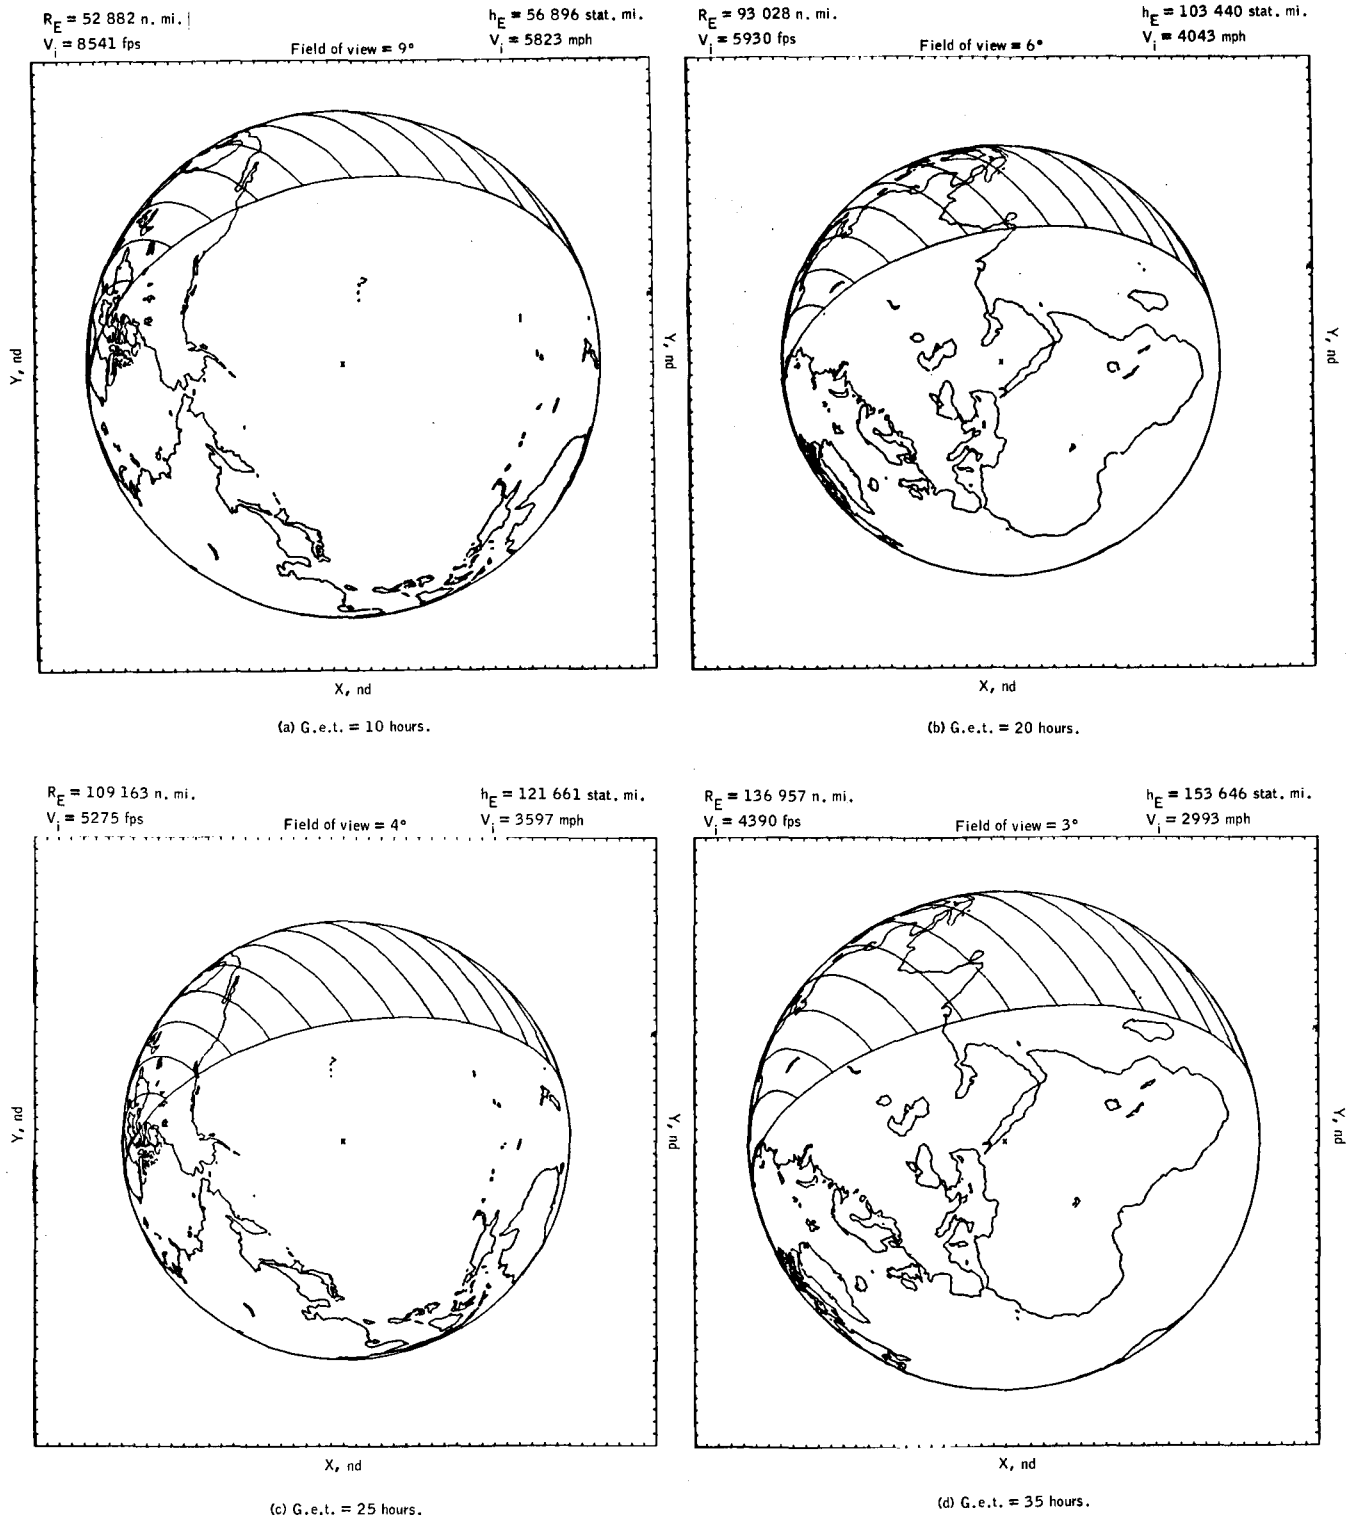 R_E = 52 882 n. mi.
h_E = 56 896 stat. mi.
V_i = 8541 fps
Field of view = 9°
V_i = 5823 mph
Y, nd
X, nd
(a) G.e.t. = 10 hours.
R_E = 93 028 n. mi.
h_E = 103 440 stat. mi.
V_i = 5930 fps
Field of view = 6°
V_i = 4043 mph
Y, nd
Y, nd
X, nd
(b) G.e.t. = 20 hours.
R_E = 109 163 n. mi.
h_E = 121 661 stat. mi.
V_i = 5275 fps
Field of view = 4°
V_i = 3597 mph
Y, nd
X, nd
(c) G.e.t. = 25 hours.
R_E = 136 957 n. mi.
h_E = 153 646 stat. mi.
V_i = 4390 fps
Field of view = 3°
V_i = 2993 mph
Y, nd
Y, nd
X, nd
(d) G.e.t. = 35 hours.